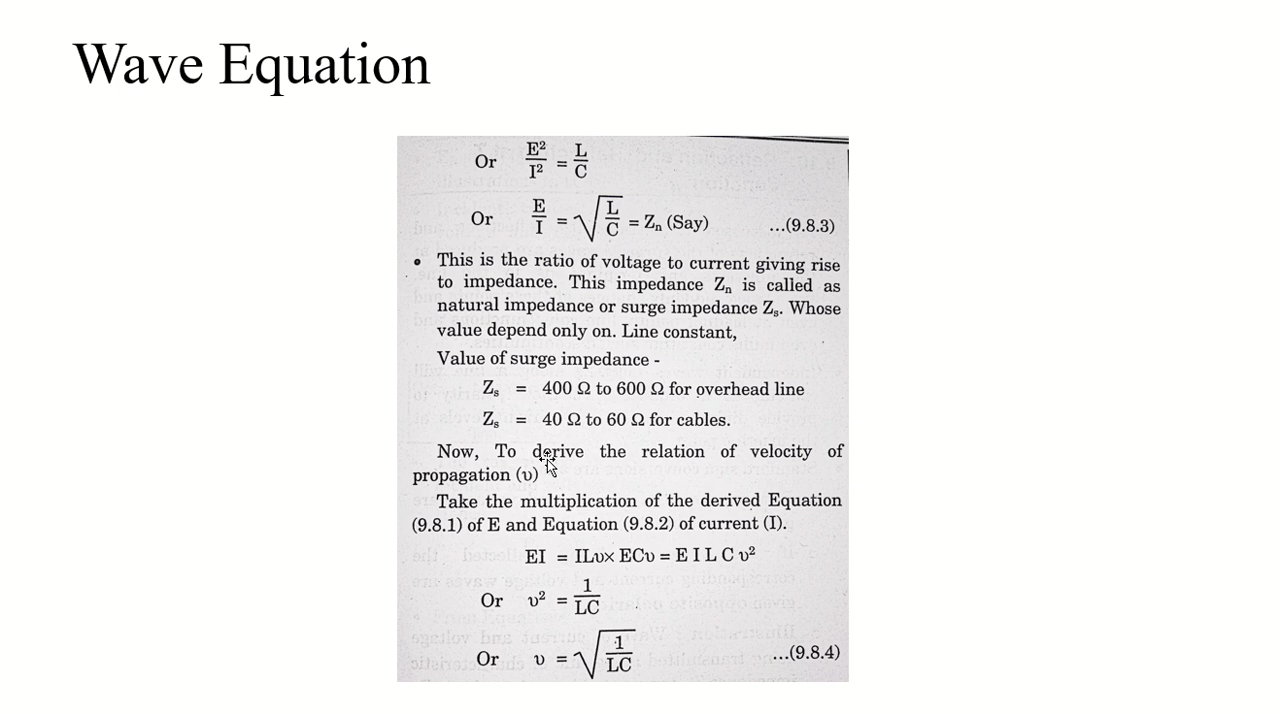 Wave Equation
Or E²/I² = L/C
Or E/I = √(L/C) = Zₙ (Say) ...(9.8.3)
• This is the ratio of voltage to current giving rise
to impedance. This impedance Zₙ is called as
natural impedance or surge impedance Zₛ. Whose
value depend only on. Line constant,
Value of surge impedance -
Zₛ = 400 Ω to 600 Ω for overhead line
Zₛ = 40 Ω to 60 Ω for cables.
Now, To derive the relation of velocity of
propagation (υ)
Take the multiplication of the derived Equation
(9.8.1) of E and Equation (9.8.2) of current (I).
EI = ILυ× ECυ = E I L C υ²
Or υ² = 1/LC
Or υ = √(1/LC) ...(9.8.4)